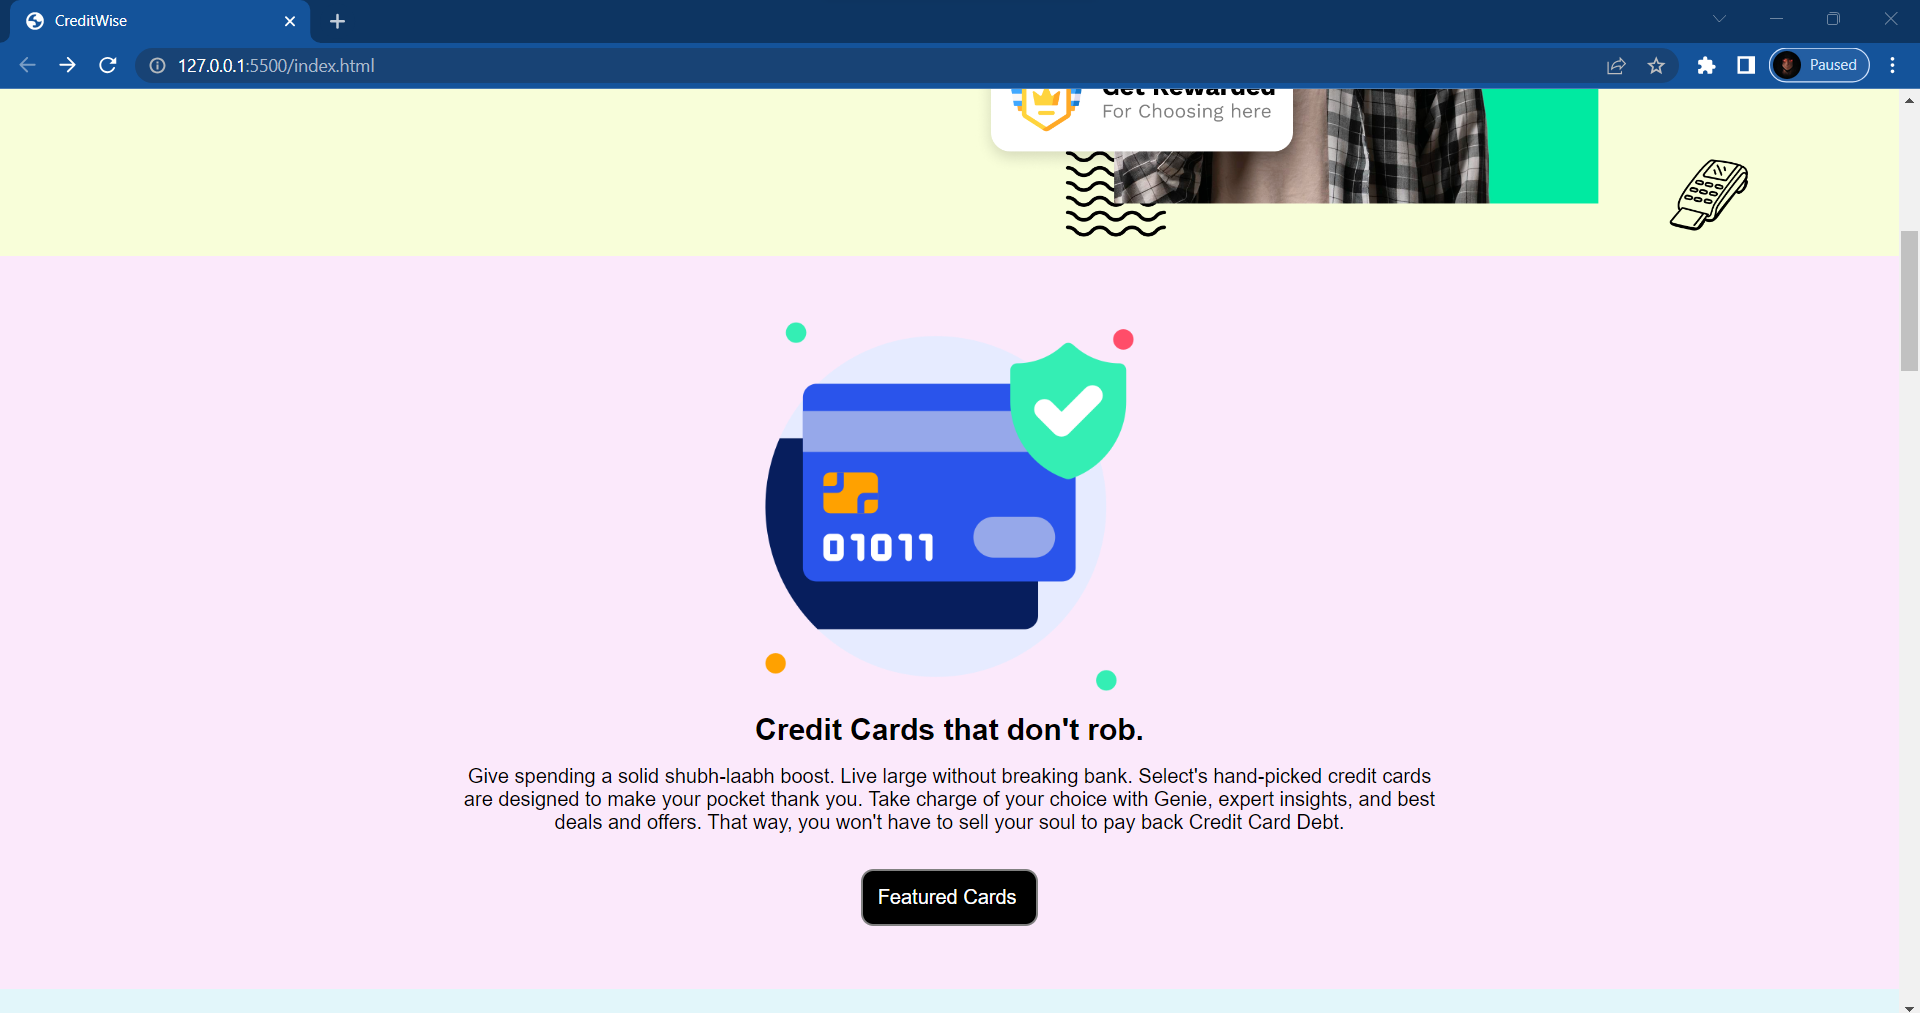 CreditWise
127.0.0.1:5500/index.html
Paused
Get Rewarded
For Choosing here
01011
Credit Cards that don't rob.
Give spending a solid shubh-laabh boost. Live large without breaking bank. Select's hand-picked credit cards
are designed to make your pocket thank you. Take charge of your choice with Genie, expert insights, and best
deals and offers. That way, you won't have to sell your soul to pay back Credit Card Debt.
Featured Cards